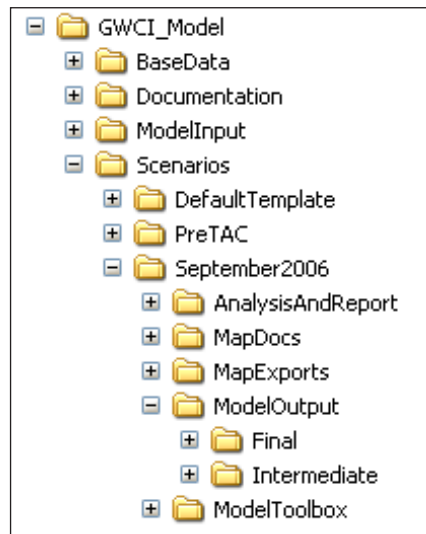 GWCI_Model
BaseData
Documentation
ModelInput
Scenarios
DefaultTemplate
PreTAC
September2006
AnalysisAndReport
MapDocs
MapExports
ModelOutput
Final
Intermediate
ModelToolbox